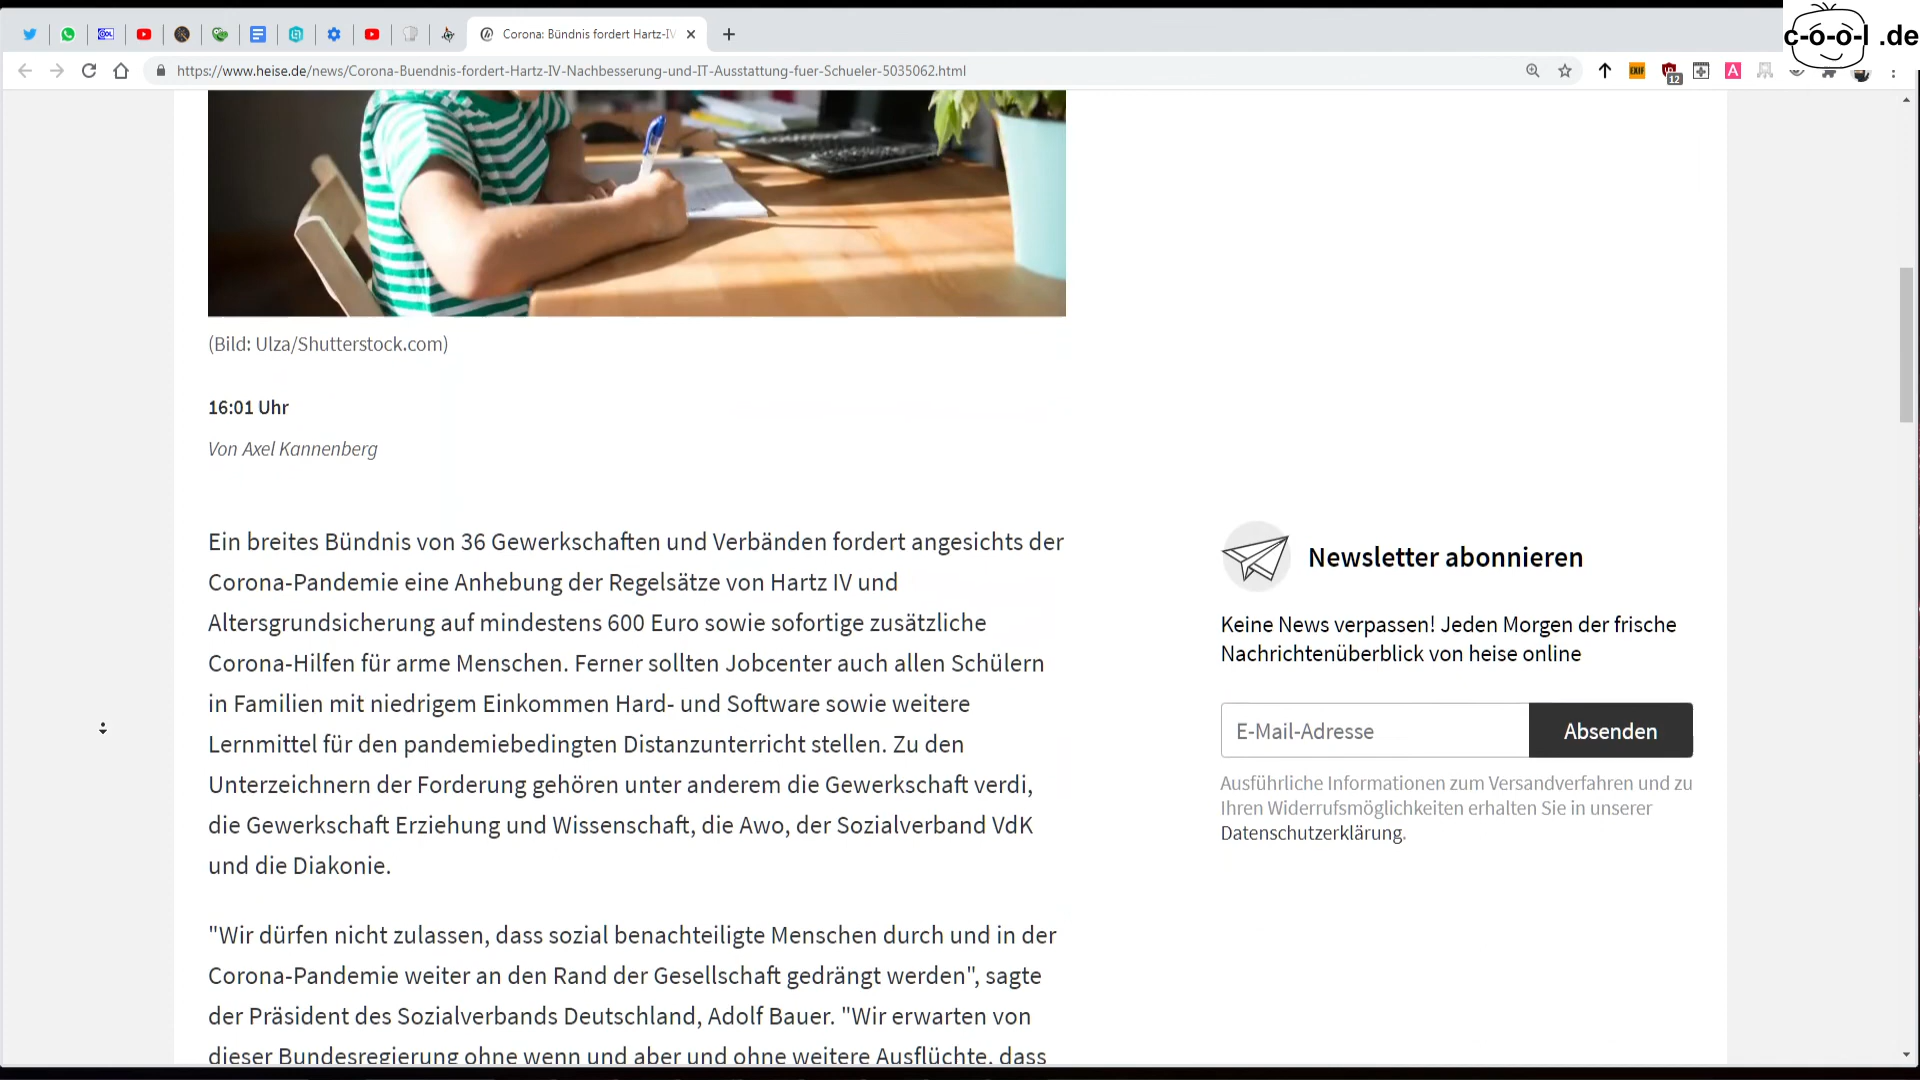 Corona: Bündnis fordert Hartz-IV
c-o-o-l .de
https://www.heise.de/news/Corona-Buendnis-fordert-Hartz-IV-Nachbesserung-und-IT-Ausstattung-fuer-Schueler-5035062.html
EXIF
12
A
(Bild: Ulza/Shutterstock.com)
16:01 Uhr
Von Axel Kannenberg
Ein breites Bündnis von 36 Gewerkschaften und Verbänden fordert angesichts der
Corona-Pandemie eine Anhebung der Regelsätze von Hartz IV und
Altersgrundsicherung auf mindestens 600 Euro sowie sofortige zusätzliche
Corona-Hilfen für arme Menschen. Ferner sollten Jobcenter auch allen Schülern
in Familien mit niedrigem Einkommen Hard- und Software sowie weitere
Lernmittel für den pandemiebedingten Distanzunterricht stellen. Zu den
Unterzeichnern der Forderung gehören unter anderem die Gewerkschaft verdi,
die Gewerkschaft Erziehung und Wissenschaft, die Awo, der Sozialverband VdK
und die Diakonie.
"Wir dürfen nicht zulassen, dass sozial benachteiligte Menschen durch und in der
Corona-Pandemie weiter an den Rand der Gesellschaft gedrängt werden", sagte
der Präsident des Sozialverbands Deutschland, Adolf Bauer. "Wir erwarten von
dieser Bundesregierung ohne wenn und aber und ohne weitere Ausflüchte, dass
Newsletter abonnieren
Keine News verpassen! Jeden Morgen der frische
Nachrichtenüberblick von heise online
E-Mail-Adresse
Absenden
Ausführliche Informationen zum Versandverfahren und zu
Ihren Widerrufsmöglichkeiten erhalten Sie in unserer
Datenschutzerklärung.